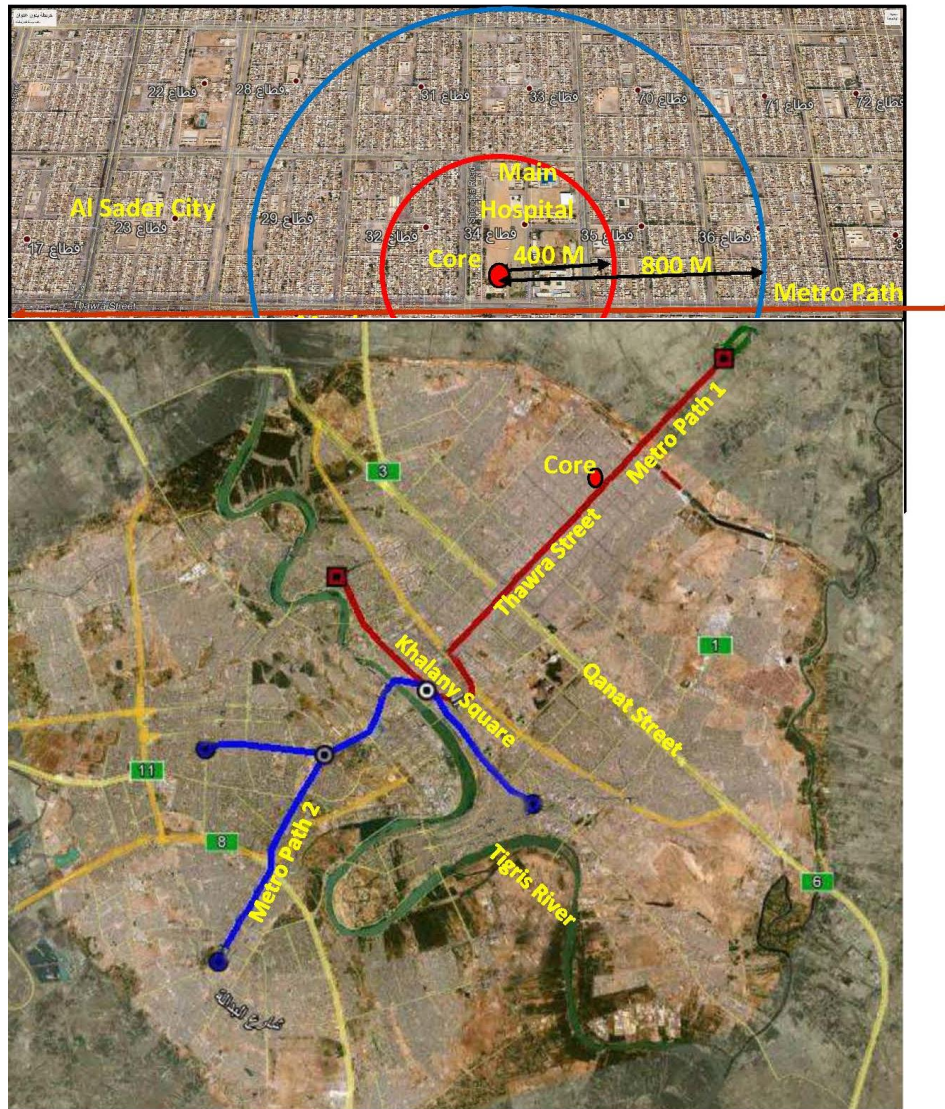 قطاع 22
قطاع 28
قطاع 31
قطاع 33
قطاع 70
قطاع 71
قطاع 72
Main
Hospital
Al Sader City
قطاع 17
قطاع 23
29 قطاع
قطاع 32
قطاع 34
قطاع 35
قطاع 36
Core
400 M
800 M
Metro Path
Thawra Street
Metro Path 1
Core
3
Thawra Street
1
Khalany Square
Qanat Street
11
8
Metro Path 2
Tigris River
6
شارع البدالة